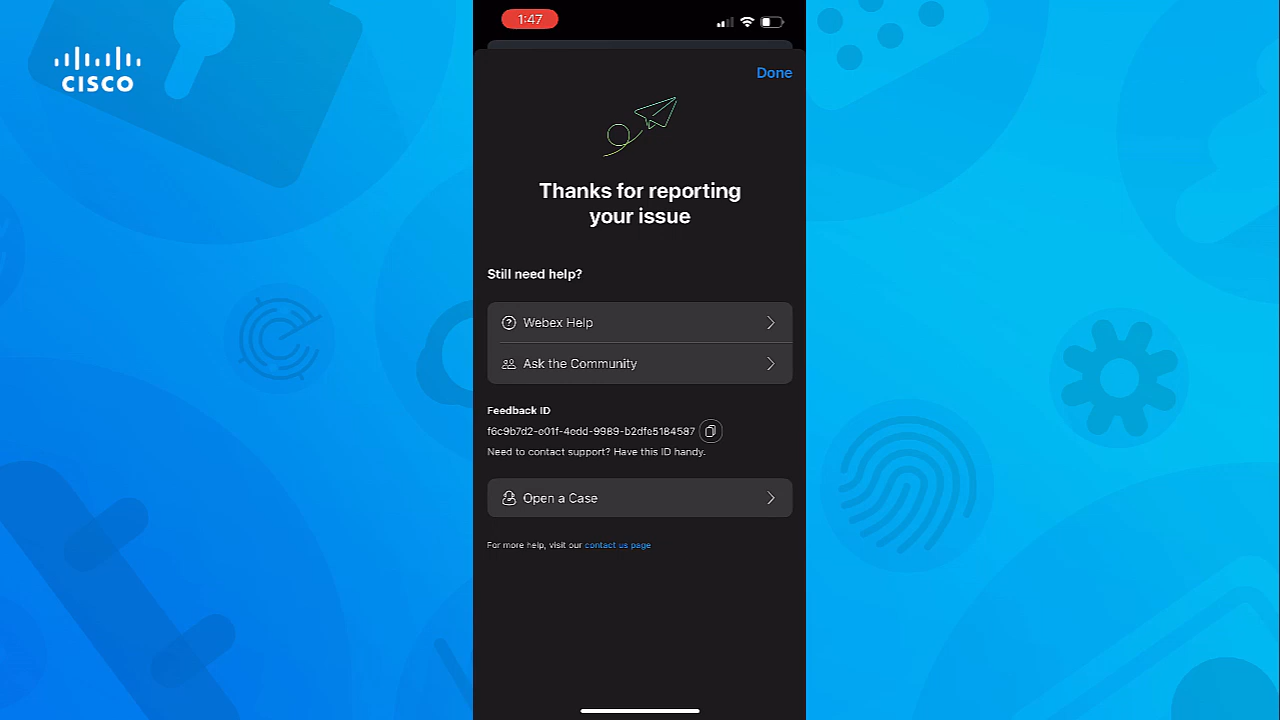 CISCO
1:47
Done
Thanks for reporting
your issue
Still need help?
Webex Help
Ask the Community
Feedback ID
f6c9b7d2-e01f-4edd-9989-b2dfe5184587
Need to contact support? Have this ID handy.
Open a Case
For more help, visit our contact us page